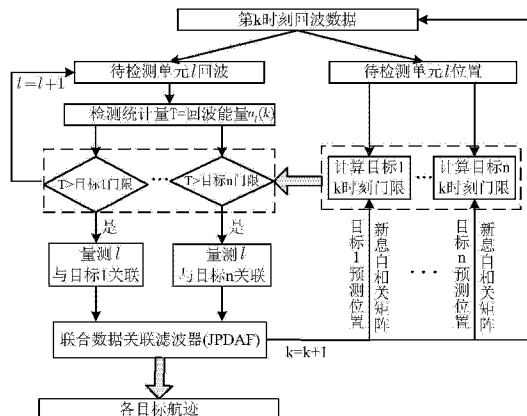 第k时刻回波数据
待检测单元l回波
待检测单元l位置
l=l+1
检测统计量T=回波能量a_l(k)
T>目标1门限
…
T>目标n门限
计算目标1
k时刻门限
…
计算目标n
k时刻门限
是
是
量测 l
与目标1关联
量测 l
与目标n关联
目标1预测位置
新息自相关矩阵
…
目标n预测位置
新息自相关矩阵
联合数据关联滤波器(JPDAF)
k=k+1
各目标航迹